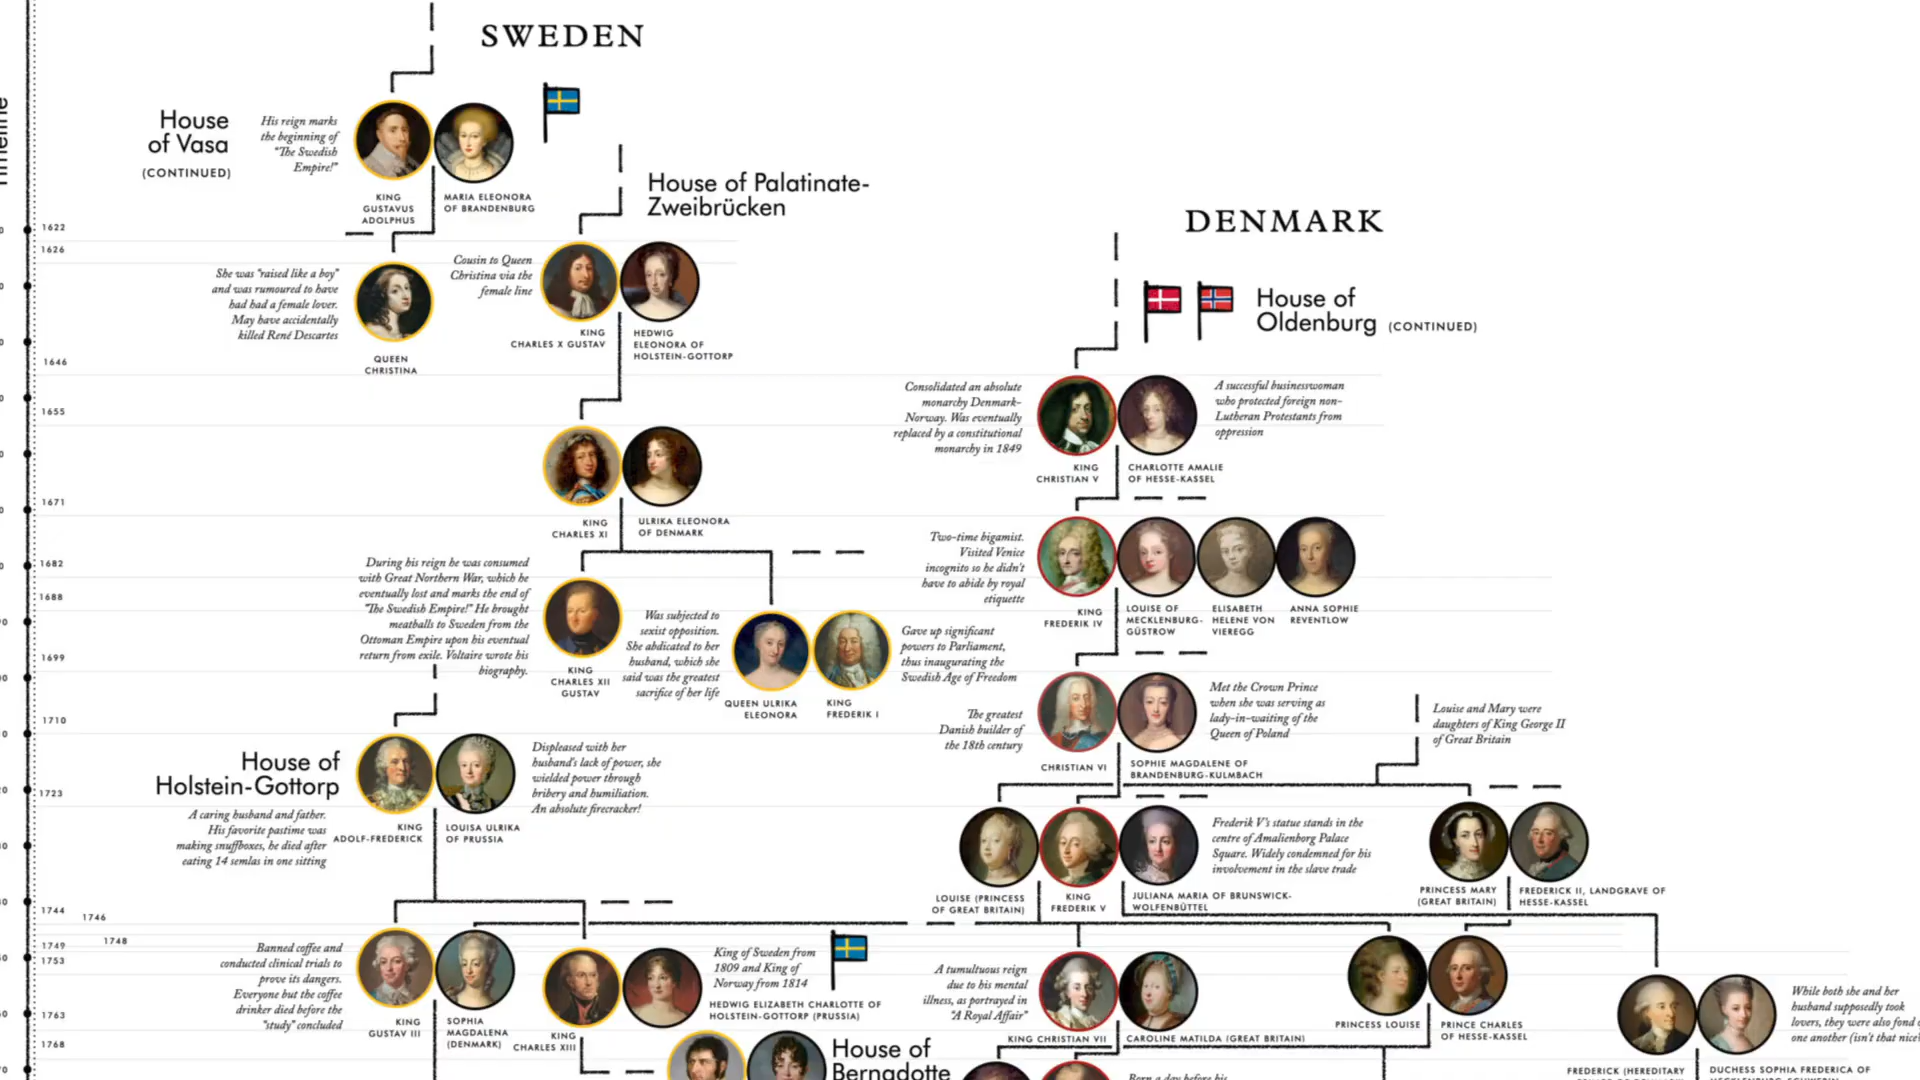 SWEDEN
House
of Vasa
(CONTINUED)
His reign marks
the beginning of
"The Swedish
Empire!"
KING
GUSTAVUS
ADOLPHUS
MARIA ELEONORA
OF BRANDENBURG
House of Palatinate-
Zweibrücken
DENMARK
1622
1626
She was "raised like a boy"
and was rumoured to have
had had a female lover.
May have accidentally
killed René Descartes
QUEEN
CHRISTINA
Cousin to Queen
Christina via the
female line
KING
CHARLES X GUSTAV
HEDWIG
ELEONORA OF
HOLSTEIN-GOTTORP
House of
Oldenburg (CONTINUED)
1646
1655
Consolidated an absolute
monarchy Denmark-
Norway. Was eventually
replaced by a constitutional
monarchy in 1849
KING
CHRISTIAN V
CHARLOTTE AMALIE
OF HESSE-KASSEL
A successful businesswoman
who protected foreign non-
Lutheran Protestants from
oppression
1671
KING
CHARLES XI
ULRIKA ELEONORA
OF DENMARK
1682
1688
1699
During his reign he was consumed
with Great Northern War, which he
eventually lost and marks the end of
"The Swedish Empire!" He brought
meatballs to Sweden from the
Ottoman Empire upon his eventual
return from exile. Voltaire wrote his
biography.
KING
CHARLES XII
GUSTAV
Was subjected to
sexist opposition.
She abdicated to her
husband, which she
said was the greatest
sacrifice of her life
QUEEN ULRIKA
ELEONORA
KING
FREDERIK I
Gave up significant
powers to Parliament,
thus inaugurating the
Swedish Age of Freedom
Two-time bigamist.
Visited Venice
incognito so he didn't
have to abide by royal
etiquette
KING
FREDERIK IV
LOUISE OF
MECKLENBURG-
GÜSTROW
ELISABETH
HELENE VON
VIEREGG
ANNA SOPHIE
REVENTLOW
1710
The greatest
Danish builder of
the 18th century
CHRISTIAN VI
SOPHIE MAGDALENE OF
BRANDENBURG-KULMBACH
Met the Crown Prince
when she was serving as
lady-in-waiting of the
Queen of Poland
Louise and Mary were
daughters of King George II
of Great Britain
House of
Holstein-Gottorp
A caring husband and father.
His favorite pastime was
making snuffboxes, he died after
eating 14 semlas in one sitting
KING
ADOLF-FREDERICK
LOUISA ULRIKA
OF PRUSSIA
Displeased with her
husband's lack of power, she
wielded power through
bribery and humiliation.
An absolute firecracker!
1723
LOUISE (PRINCESS
OF GREAT BRITAIN)
KING
FREDERIK V
JULIANA MARIA OF BRUNSWICK-
WOLFENBÜTTEL
Frederik V's statue stands in the
centre of Amalienborg Palace
Square. Widely condemned for his
involvement in the slave trade
PRINCESS MARY
(GREAT BRITAIN)
FREDERICK II, LANDGRAVE OF
HESSE-KASSEL
1744
1746
1748
1749
1753
1763
1768
Banned coffee and
conducted clinical trials to
prove its dangers.
Everyone but the coffee
drinker died before the
"study" concluded
KING
GUSTAV III
SOPHIA
MAGDALENA
(DENMARK)
KING
CHARLES XIII
King of Sweden from
1809 and King of
Norway from 1814
HEDWIG ELIZABETH CHARLOTTE OF
HOLSTEIN-GOTTORP (PRUSSIA)
House of
Bernadotte
A tumultuous reign
due to his mental
illness, as portrayed in
"A Royal Affair"
KING CHRISTIAN VII
CAROLINE MATILDA (GREAT BRITAIN)
PRINCESS LOUISE
PRINCE CHARLES
OF HESSE-KASSEL
While both she and her
husband supposedly took
lovers, they were also fond
one another (isn't that nice
FREDERICK (HEREDITARY
DUCHESS SOPHIA FREDERICA OF
Born a day before his